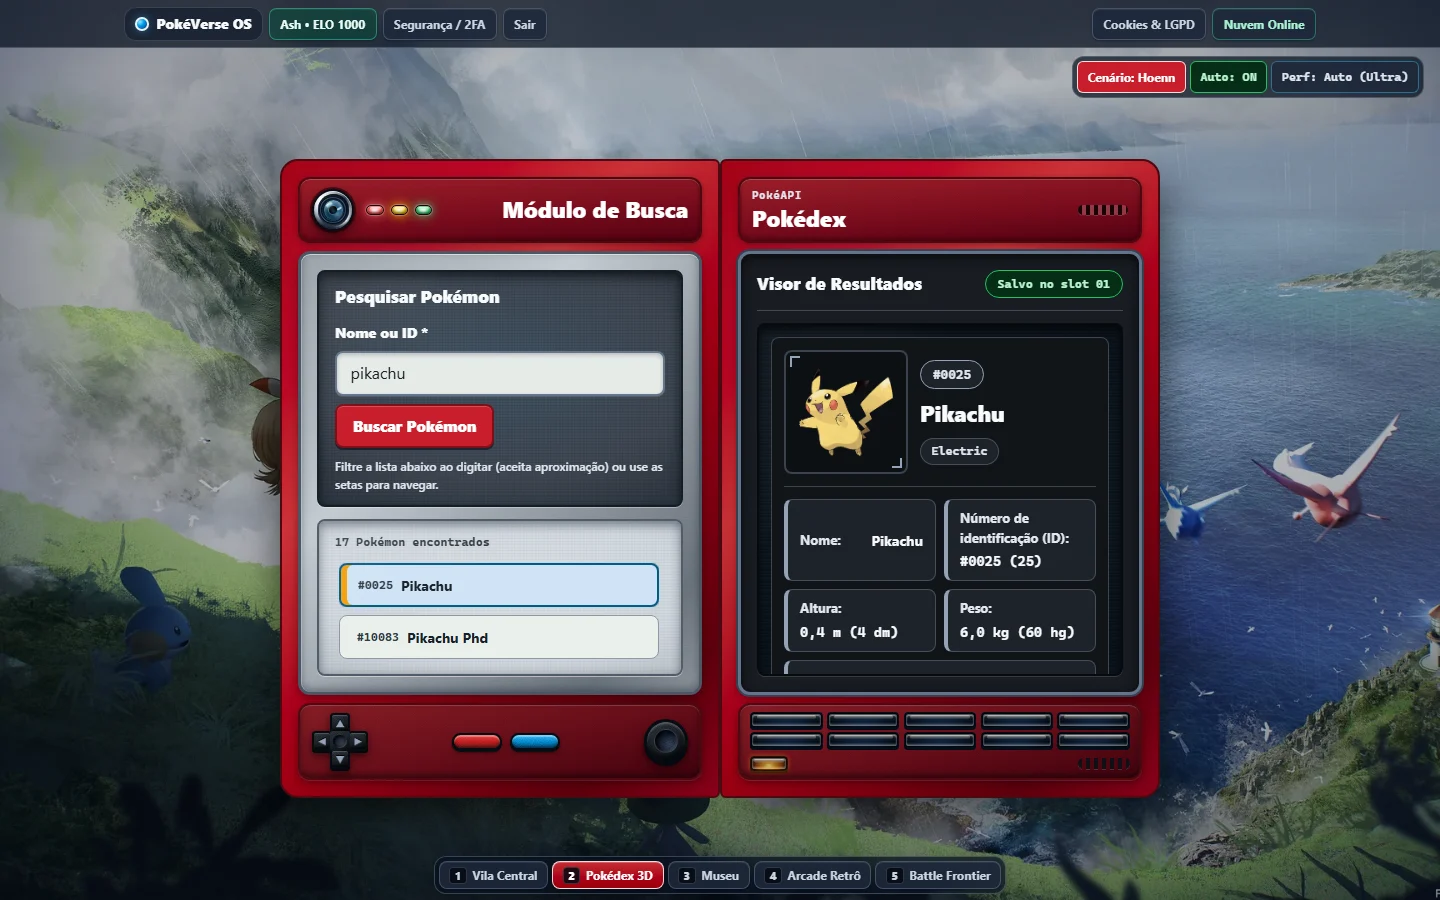 PokéVerse OS
Ash • ELO 1000
Segurança / 2FA
Sair
Cookies & LGPD
Nuvem Online
Cenário: Hoenn
Auto: ON
Perf: Auto (Ultra)
Módulo de Busca
Pesquisar Pokémon
Nome ou ID *
pikachu
Buscar Pokémon
Filtre a lista abaixo ao digitar (aceita aproximação) ou use as
setas para navegar.
17 Pokémon encontrados
#0025 Pikachu
#10083 Pikachu Phd
PokéAPI
Pokédex
Visor de Resultados
Salvo no slot 01
#0025
Pikachu
Electric
Nome: Pikachu
Número de
identificação (ID):
#0025 (25)
Altura:
0,4 m (4 dm)
Peso:
6,0 kg (60 hg)
1 Vila Central
2 Pokédex 3D
3 Museu
4 Arcade Retrô
5 Battle Frontier